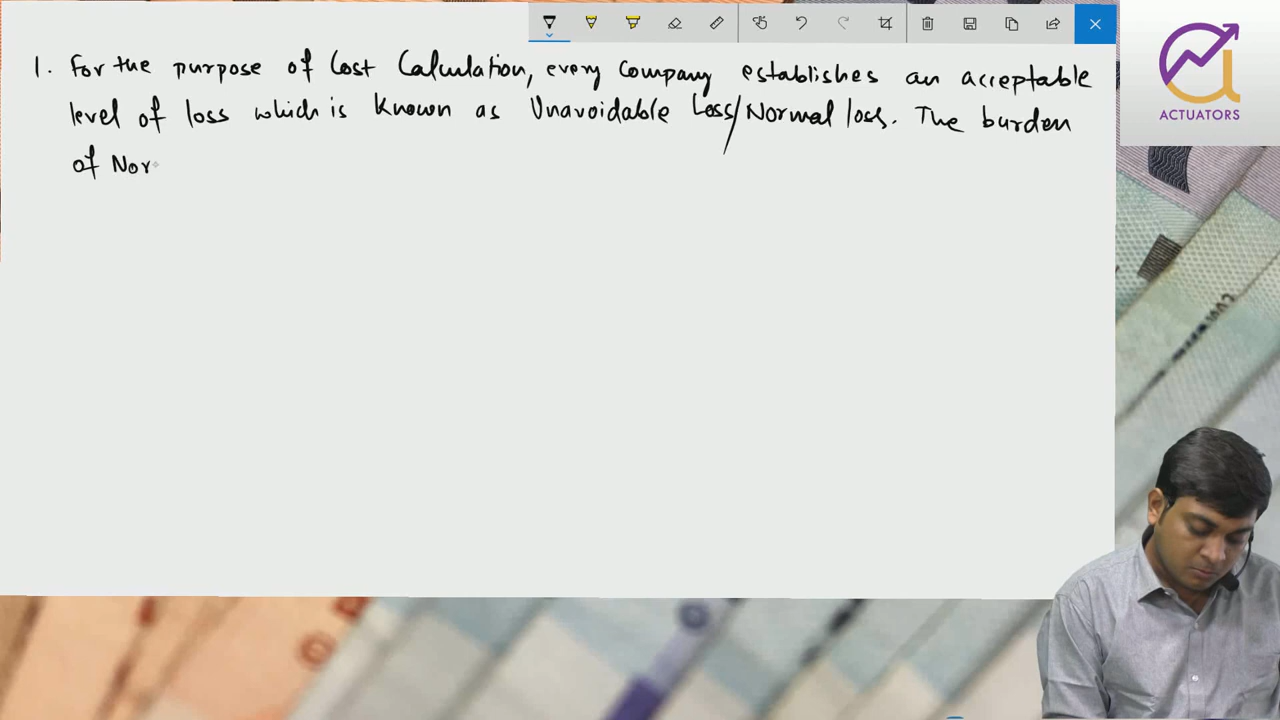 ACTUATORS
1. For the purpose of Cost Calculation, every Company establishes an acceptable
level of loss which is known as Unavoidable Loss/Normal loss. The burden
of Nor